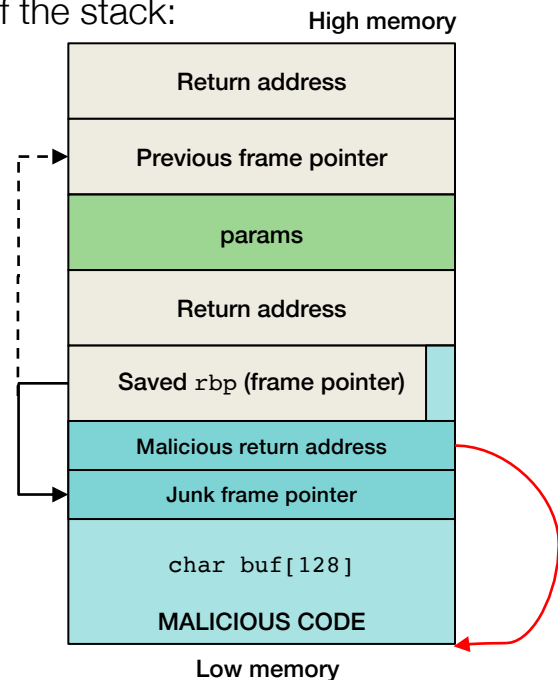 f the stack:
High memory
Return address
Previous frame pointer
params
Return address
Saved rbp (frame pointer)
Malicious return address
Junk frame pointer
char buf[128]
MALICIOUS CODE
Low memory